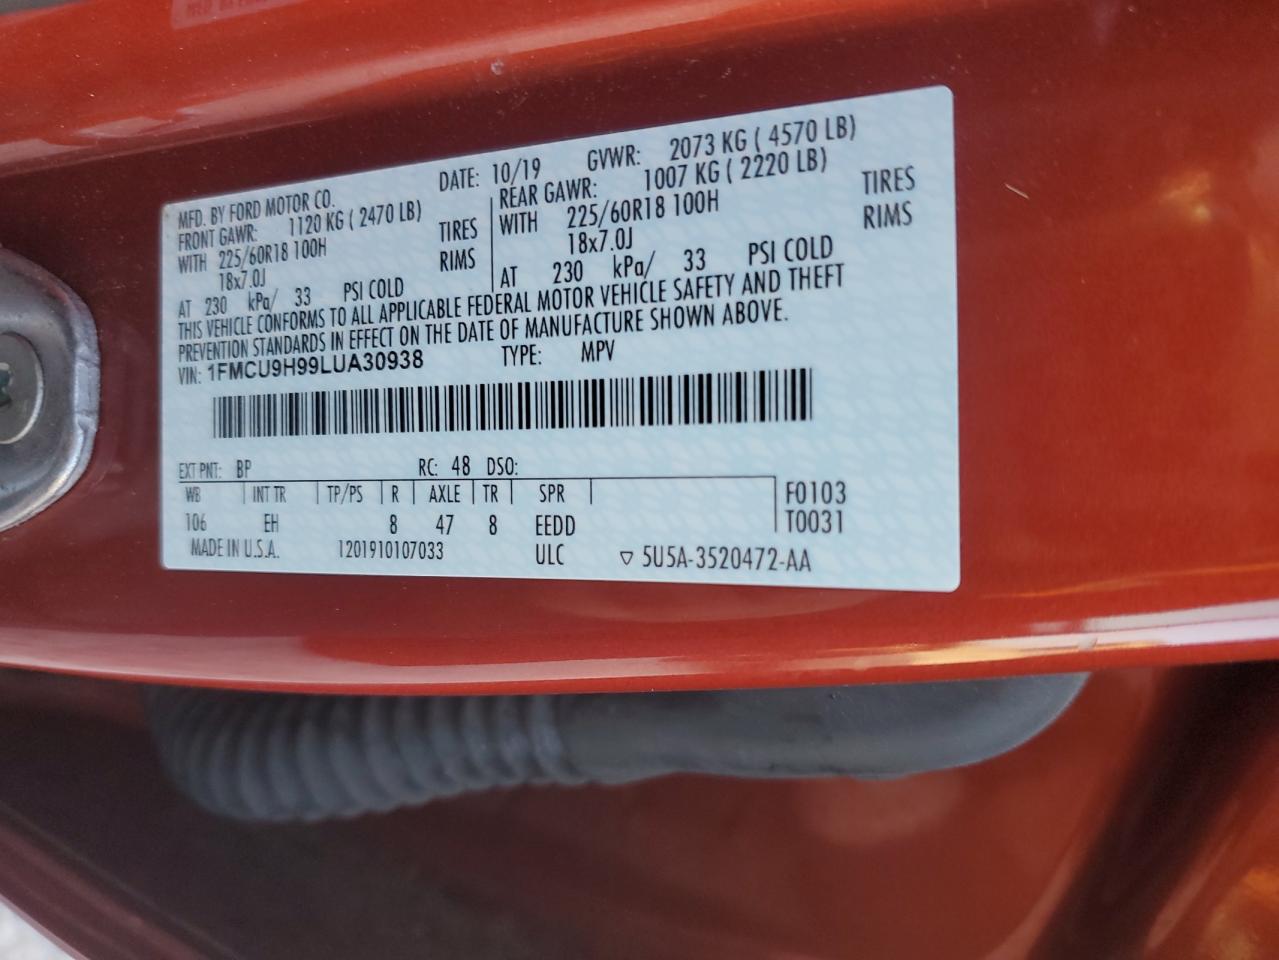 MFD. BY FORD MOTOR CO. DATE: 10/19 GVWR: 2073 KG ( 4570 LB)
FRONT GAWR: 1120 KG ( 2470 LB) REAR GAWR: 1007 KG ( 2220 LB)
WITH 225/60R18 100H TIRES WITH 225/60R18 100H TIRES
18x7.0J RIMS 18x7.0J RIMS
AT 230 kPa/ 33 PSI COLD AT 230 kPa/ 33 PSI COLD
THIS VEHICLE CONFORMS TO ALL APPLICABLE FEDERAL MOTOR VEHICLE SAFETY AND THEFT
PREVENTION STANDARDS IN EFFECT ON THE DATE OF MANUFACTURE SHOWN ABOVE.
VIN: 1FMCU9H99LUA30938 TYPE: MPV
EXT PNT: BP RC: 48 DSO:
WB INT TR TP/PS R AXLE TR SPR F0103
106 EH 8 47 8 EEDD T0031
MADE IN U.S.A. 1201910107033 ULC ▽ 5U5A-3520472-AA